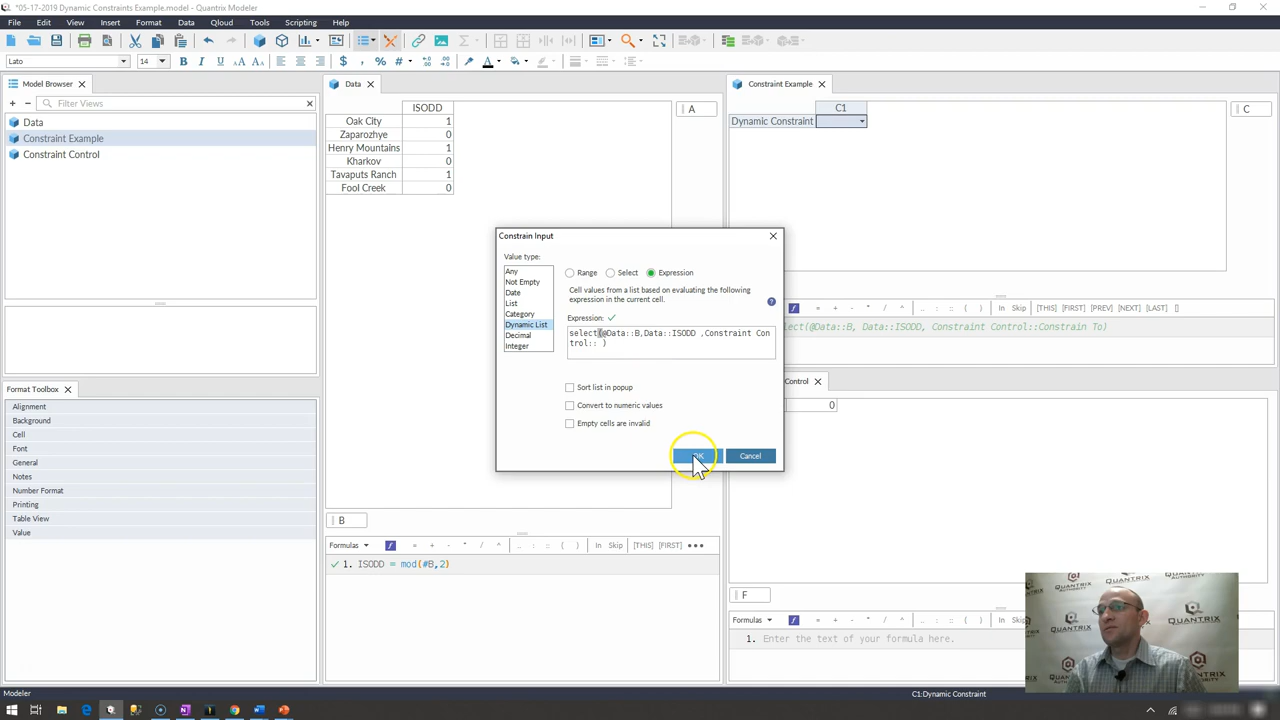 *05-17-2019 Dynamic Constraints Example.model - Quantrix Modeler
File Edit View Insert Format Data Qloud Tools Scripting Help
Lato 14 B I U A A $ , % #
Model Browser
Filter Views
Data
Constraint Example
Constraint Control
Format Toolbox
Alignment
Background
Cell
Font
General
Notes
Number Format
Printing
Table View
Value
Data
ISODD
Oak City 1
Zaparozhye 0
Henry Mountains 1
Kharkov 0
Tavaputs Ranch 1
Fool Creek 0
A
B
Formulas = + - * / ^ .. : :: ( ) In Skip [THIS] [FIRST] •••
1. ISODD = mod(#B,2)
Constraint Example
C1
Dynamic Constraint
C
= + - * / ^ .. : :: ( ) In Skip [THIS] [FIRST] [PREV] [NEXT] [LAST] []
lect(@Data::B, Data::ISODD, Constraint Control::Constrain To)
Control
0
F
Formulas = + - * / ^ .. : :: ( ) In Skip
1. Enter the text of your formula here.
Constrain Input
Value type:
Any
Not Empty
Date
List
Category
Dynamic List
Decimal
Integer
Range Select Expression
Cell values from a list based on evaluating the following
expression in the current cell.
?
Expression:
select(@Data::B,Data::ISODD ,Constraint Con
trol:: )
Sort list in popup
Convert to numeric values
Empty cells are invalid
OK Cancel
QUANTRIX
AUTHORITY
QUANTRIX
AUTHORITY
Modeler C1:Dynamic Constraint